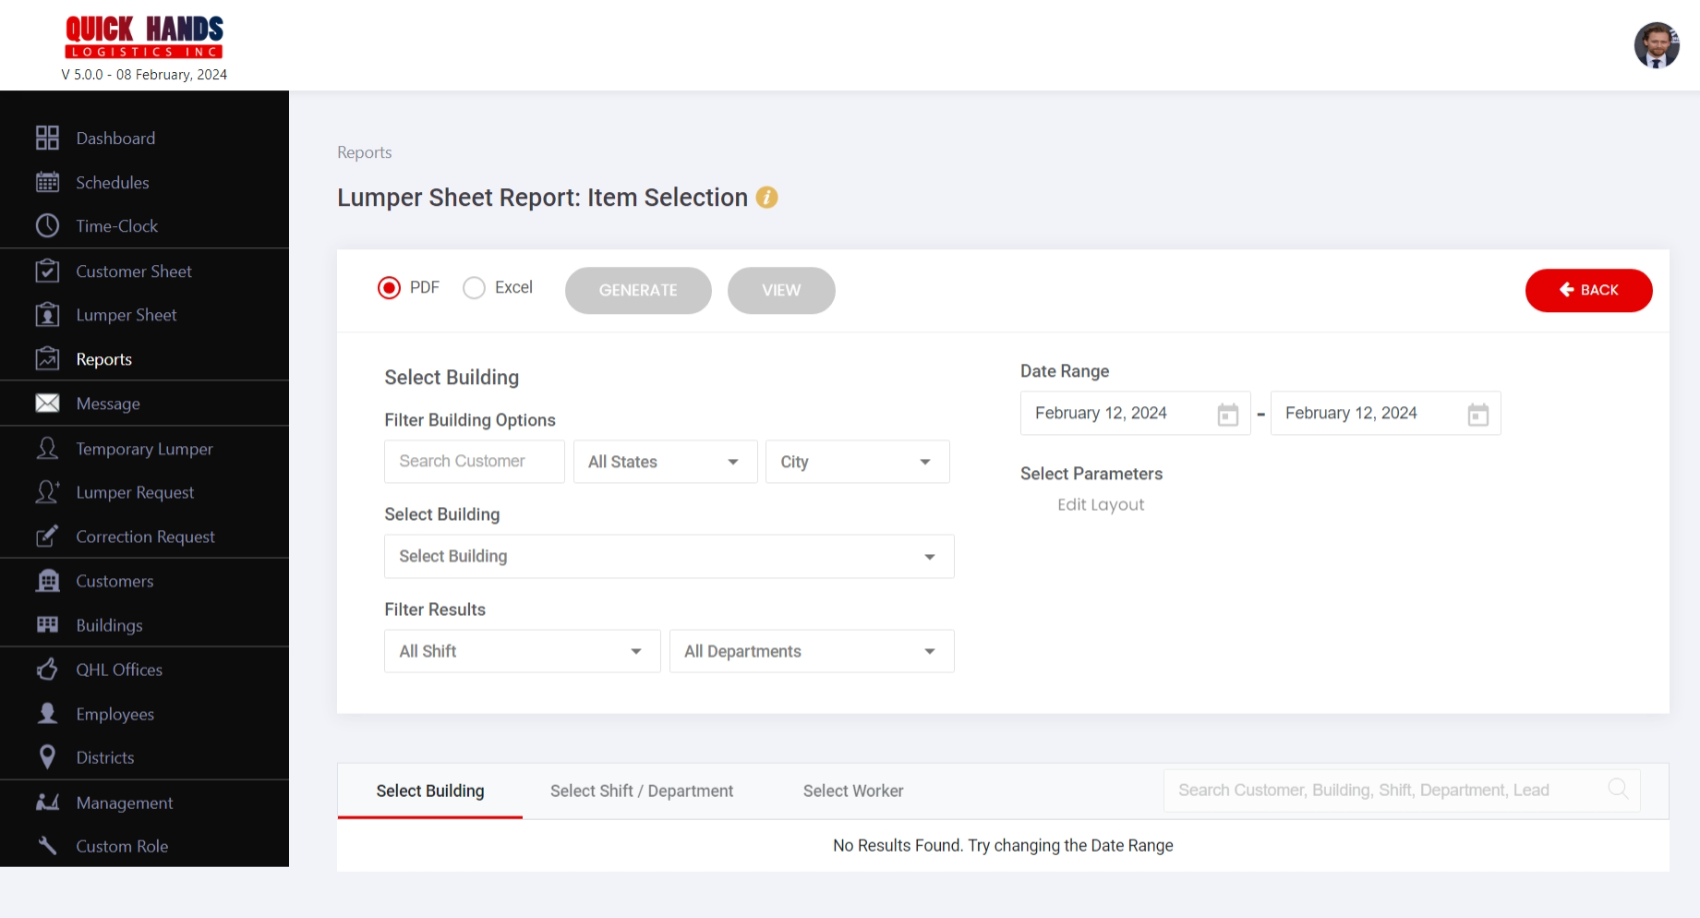 QUICK HANDS
LOGISTICS INC
V 5.0.0 - 08 February, 2024
Dashboard
Schedules
Time-Clock
Customer Sheet
Lumper Sheet
Reports
Message
Temporary Lumper
Lumper Request
Correction Request
Customers
Buildings
QHL Offices
Employees
Districts
Management
Custom Role
Reports
Lumper Sheet Report: Item Selection i
PDF Excel GENERATE VIEW BACK
Select Building
Filter Building Options
Search Customer All States City
Select Building
Select Building
Filter Results
All Shift All Departments
Date Range
February 12, 2024 - February 12, 2024
Select Parameters
Edit Layout
Select Building Select Shift / Department Select Worker Search Customer, Building, Shift, Department, Lead
No Results Found. Try changing the Date Range